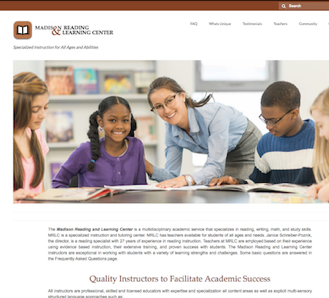 Search
MADISON READING
& LEARNING CENTER
FAQ
Whats Unique
Testimonials
Teachers
Community
Specialized Instruction for All Ages and Abilities
The Madison Reading and Learning Center is a multidisciplinary academic service that specializes in reading, writing, math, and study skills.
MRLC is a specialized instruction and tutoring center. MRLC has teachers available for students of all ages and needs. Janice Schreiber-Poznik,
the director, is a reading specialist with 27 years of experience in reading instruction. Teachers at MRLC are employed based on their experience
using evidence based instruction, their extensive training, and proven success with students. The Madison Reading and Learning Center
instructors are exceptional in working with students with a variety of learning strengths and challenges. Some basic questions are answered in
the Frequently Asked Questions page.
Quality Instructors to Facilitate Academic Success
All instructors are professional, skilled and licensed educators with expertise and specialization all content areas as well as explicit multi-sensory
structured language approaches such as